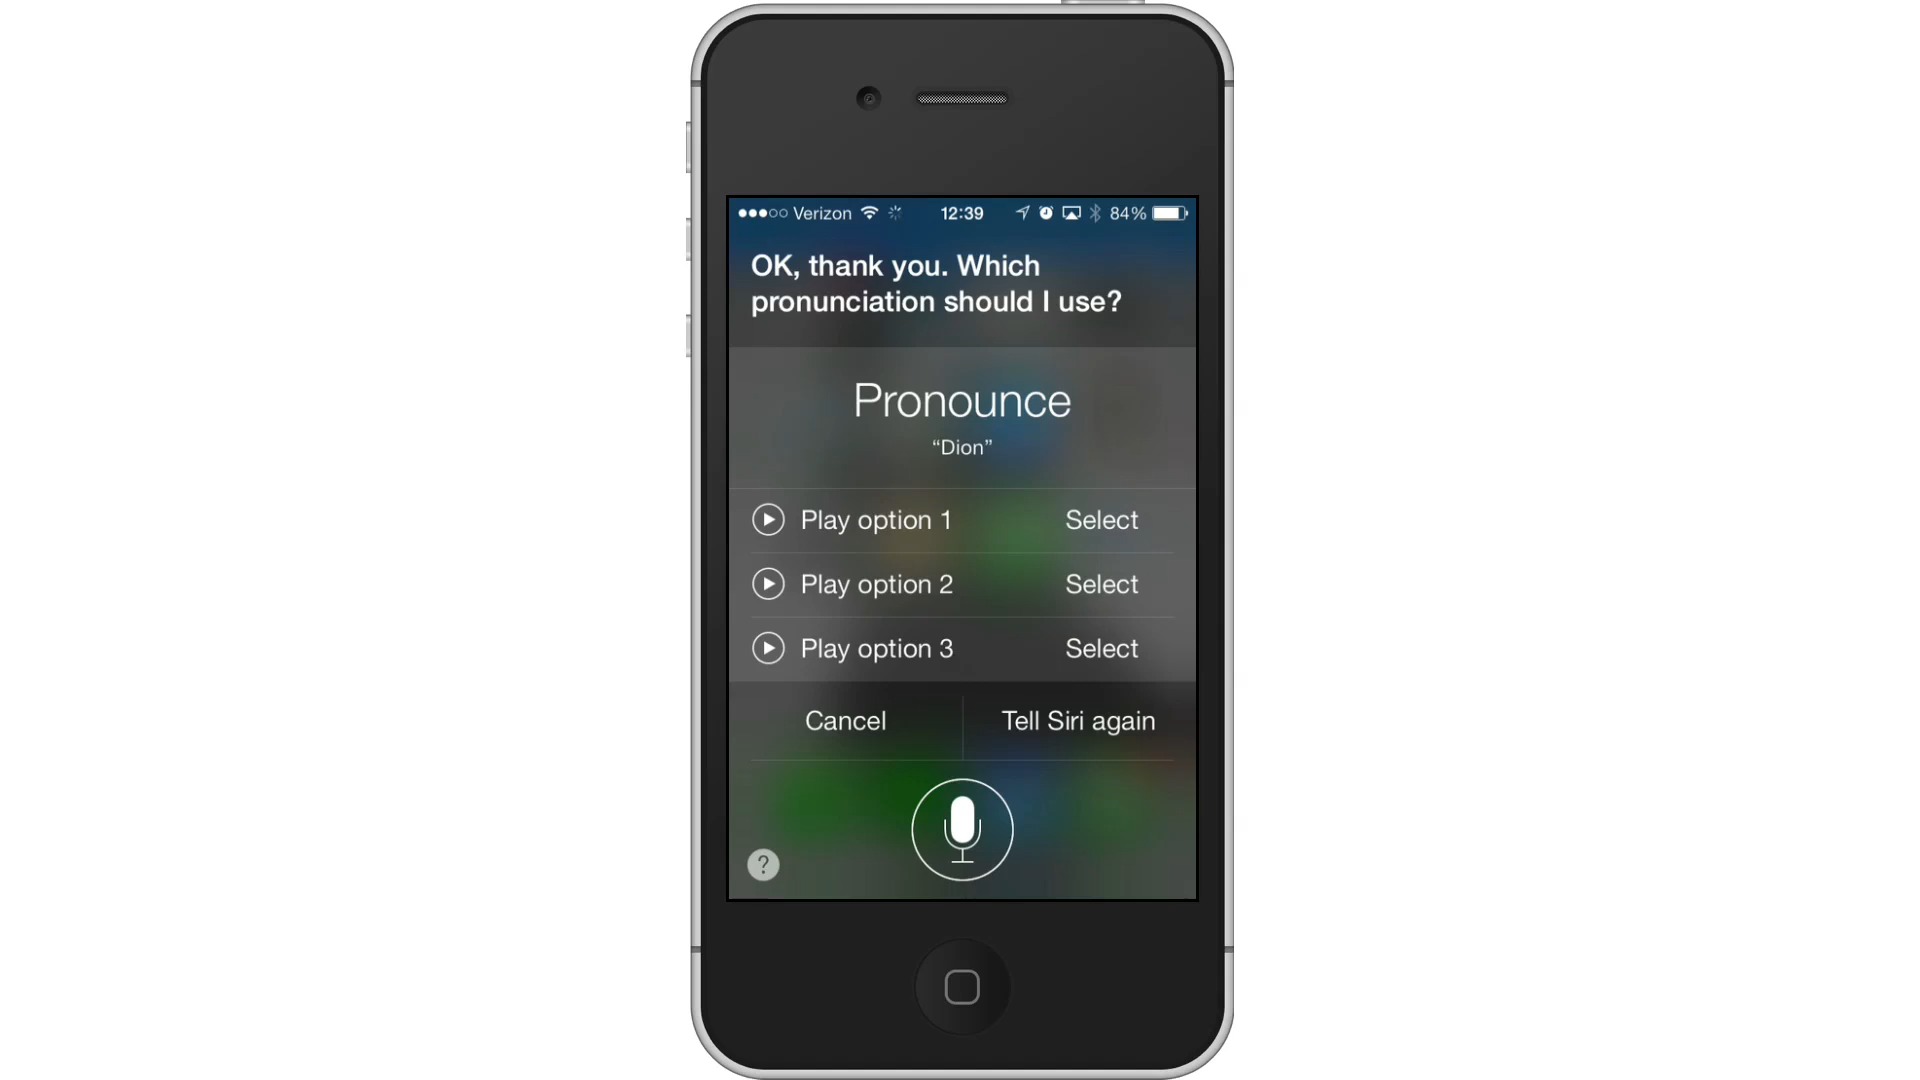 Verizon 12:39 84%
OK, thank you. Which
pronunciation should I use?
Pronounce
“Dion”
Play option 1 Select
Play option 2 Select
Play option 3 Select
Cancel Tell Siri again
?